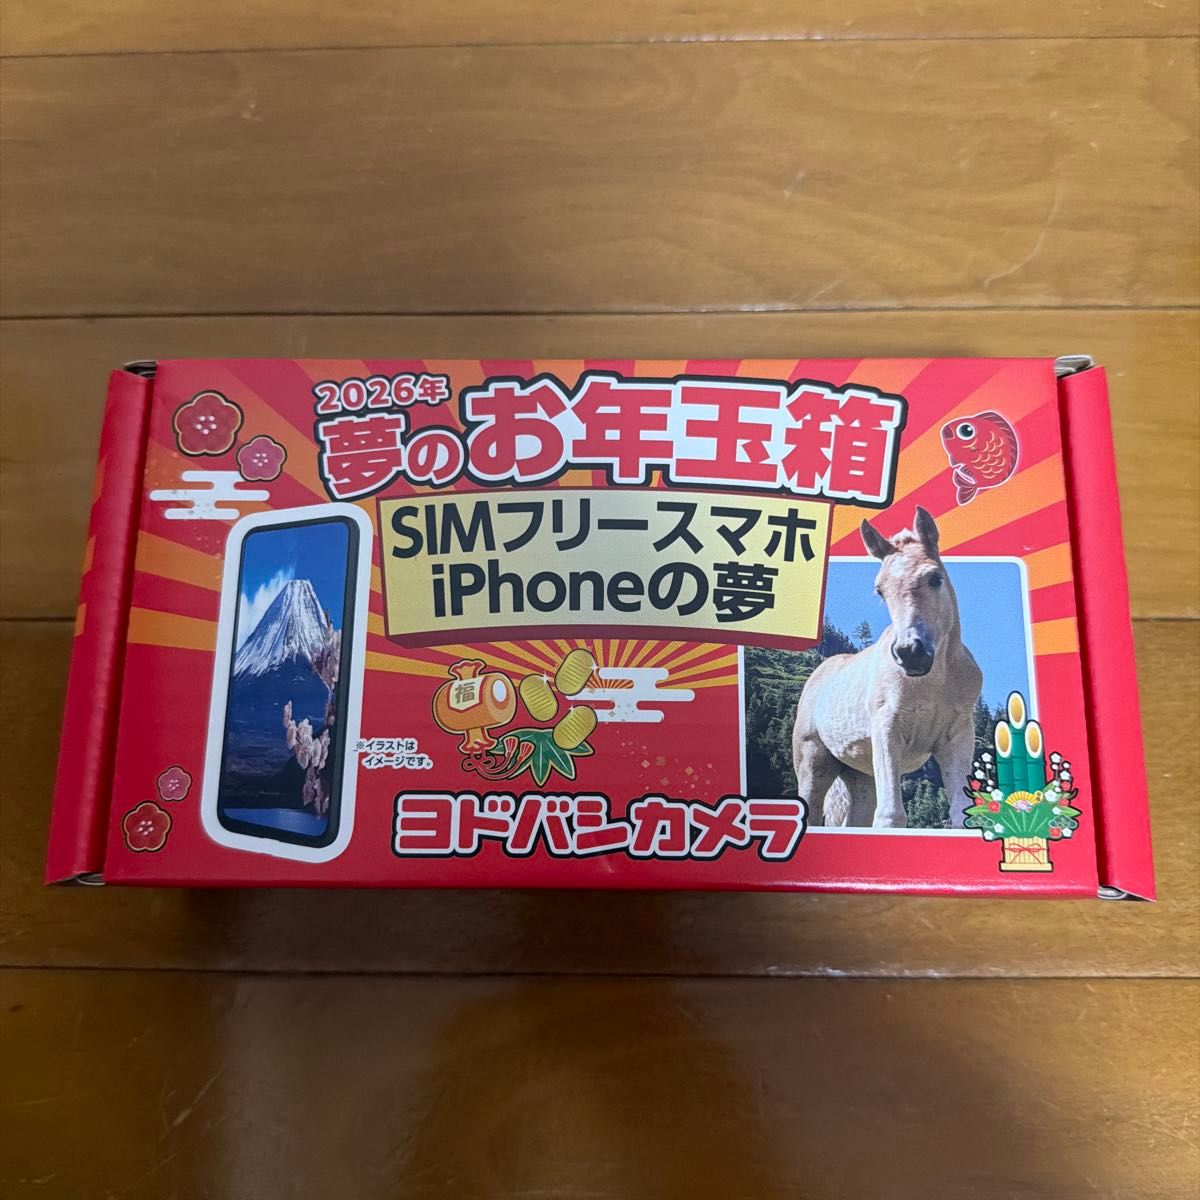 2026年
夢のお年玉箱
SIMフリースマホ
iPhoneの夢
福
※イラストは
イメージです。
ヨドバシカメラ